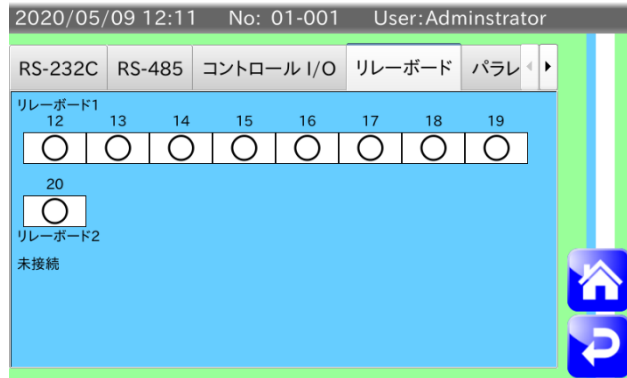 2020/05/09 12:11 No: 01-001 User:Adminstrator
RS-232C RS-485 コントロール I/O リレーボード パラレ
リレーボード1
12 13 14 15 16 17 18 19
20
リレーボード2
未接続